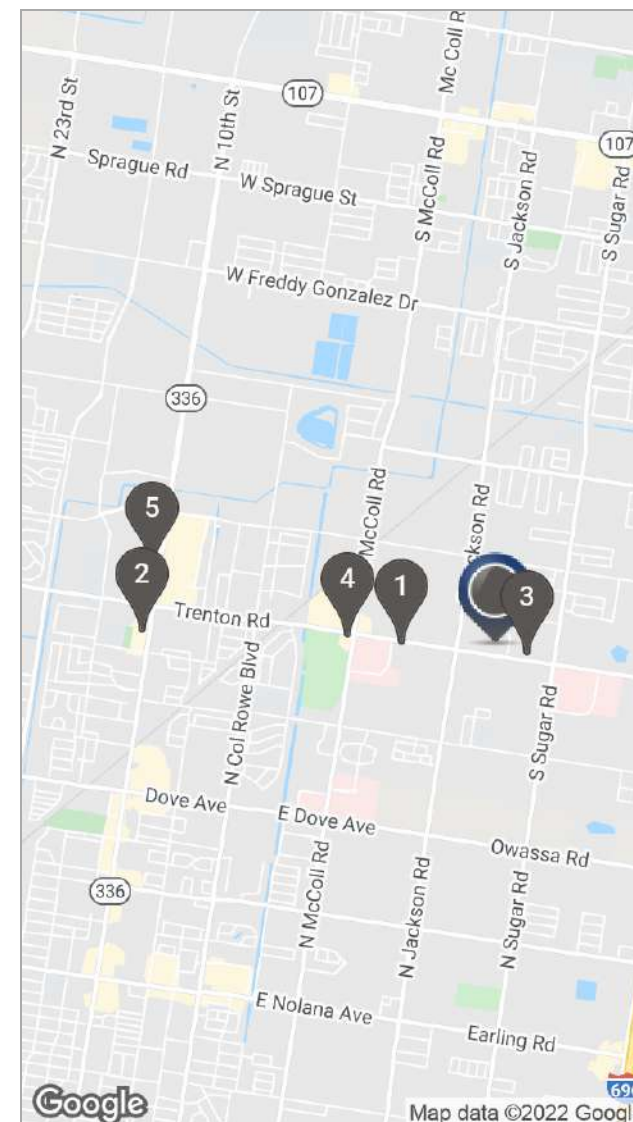 Mc Coll R
107
N 23rd St
N 10th St
107
Sprague Rd
W Sprague St
S McColl Rd
S Jackson Rd
S Sugar Rd
W Freddy Gonzalez Dr
336
McColl Rd
ckson Rd
5
2
4
1
3
Trenton Rd
N Col Rowe Blvd
S Sugar Rd
Dove Ave
E Dove Ave
Owassa Rd
336
N McColl Rd
N Jackson Rd
N Sugar Rd
E Nolana Ave
Earling Rd
69
Google
Map data ©2022 Googl